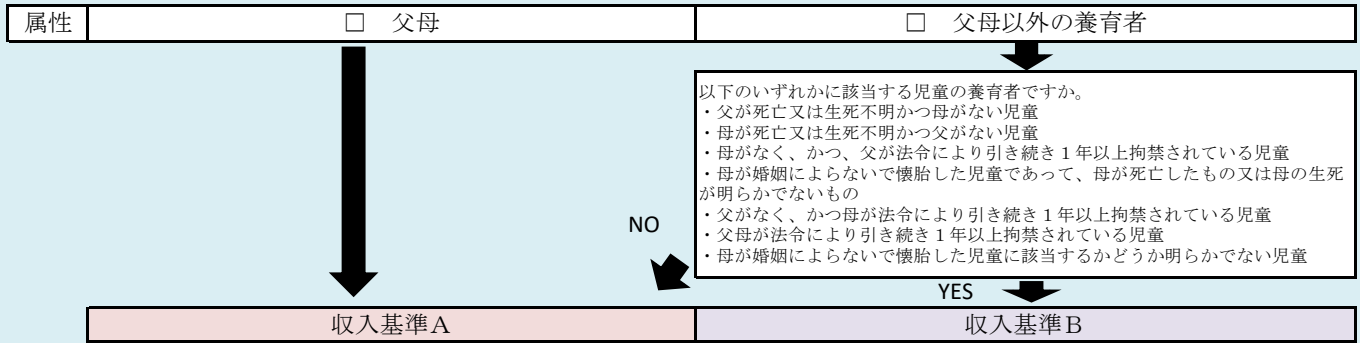 属性 □ 父母 □ 父母以外の養育者
以下のいずれかに該当する児童の養育者ですか。
・父が死亡又は生死不明かつ母がない児童
・母が死亡又は生死不明かつ父がない児童
・母がなく、かつ、父が法令により引き続き１年以上拘禁されている児童
・母が婚姻によらないで懐胎した児童であって、母が死亡したもの又は母の生死
が明らかでないもの
・父がなく、かつ母が法令により引き続き１年以上拘禁されている児童
・父母が法令により引き続き１年以上拘禁されている児童
・母が婚姻によらないで懐胎した児童に該当するかどうか明らかでない児童
NO
YES
収入基準Ａ 収入基準Ｂ